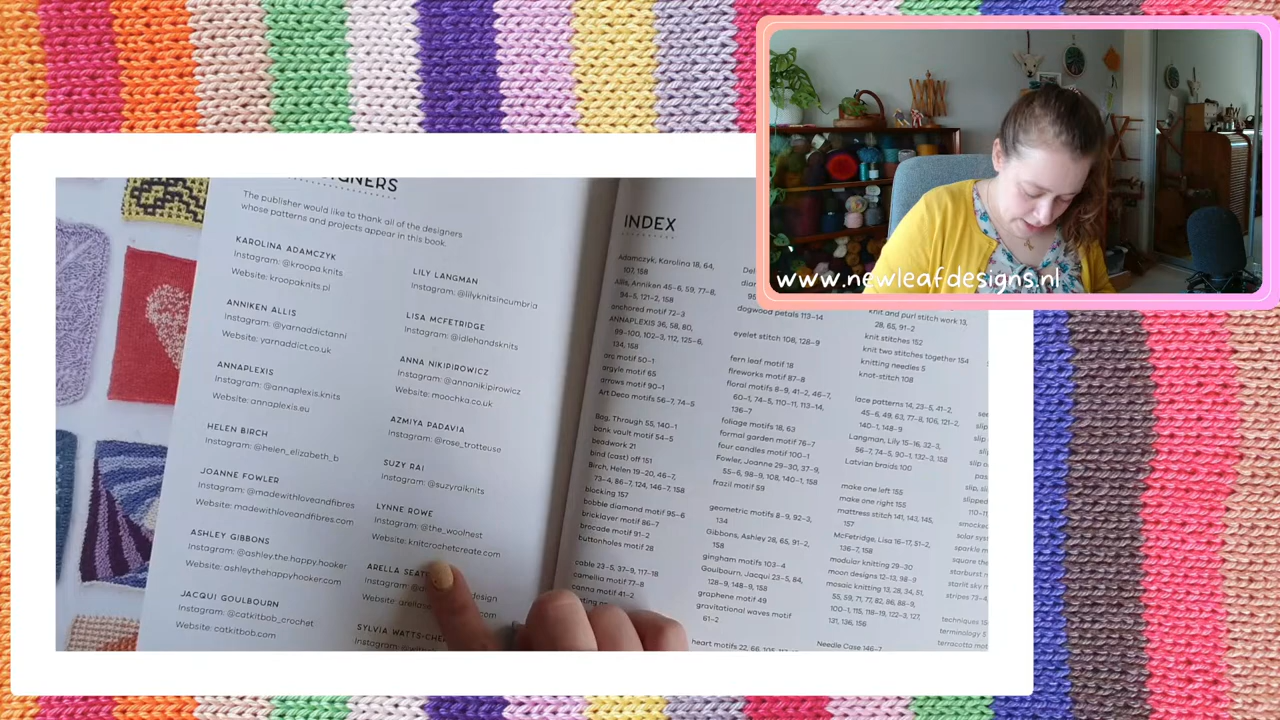 www.newleafdesigns.nl
The publisher would like to thank all of the designers
whose patterns and projects appear in this book.
KAROLINA ADAMCZYK
Instagram: @kroopa.knits
Website: kroopaknits.pl
ANNIKEN ALLIS
Instagram: @yarnaddictanni
Website: yarnaddict.co.uk
ANNAPLEXIS
Instagram: @annaplexis.knits
Website: annaplexis.eu
HELEN BIRCH
Instagram: @helen_elizabeth_b
JOANNE FOWLER
Instagram: @madewithloveandfibres
Website: madewithloveandfibres.com
ASHLEY GIBBONS
Instagram: @ashley.the.happy.hooker
Website: ashleythehappyhooker.com
JACQUI GOULBOURN
Instagram: @catkitbob_crochet
Website: catkitbob.com
LILY LANGMAN
Instagram: @lilyknitsincumbria
LISA MCFETRIDGE
Instagram: @idlehandsknits
ANNA NIKIPIROWICZ
Instagram: @annanikipirowicz
Website: moochka.co.uk
AZMIYA PADAVIA
Instagram: @rose_trotteuse
SUZY RAI
Instagram: @suzyraiknits
LYNNE ROWE
Instagram: @the_woolnest
Website: knitcrochetcreate.com
ARELLA
Instagram:
Website:
SYLVIA
INDEX
Adamczyk, Karolina 18, 64,
107, 158
Allis, Anniken 45–6, 59, 77–8,
94–5, 121–2, 158
anchored motif 72–3
ANNAPLEXIS 36, 58, 80,
99–100, 102–3, 112, 125–6,
134, 158
arc motif 50–1
argyle motif 65
arrows motif 90–1
Art Deco motifs 56–7, 74–5
Bag, Through 55, 140–1
bank vault motif 54–5
beadwork 21
bind (cast) off 151
Birch, Helen 19–20, 46–7,
73–4, 86–7, 124, 146–7, 158
blocking 157
bobble diamond motif 95–6
bricklayer motif 86–7
brocade motif 91–2
buttonholes motif 28
cable 23–5, 37–9, 117–18
camellia motif 77–8
canna motif 41–2
dogwood petals 113–14
eyelet stitch 108, 128–9
fern leaf motif 18
fireworks motif 87–8
floral motifs 8–9, 41–2, 46–7,
60–1, 74–5, 110–11, 113–14,
136–7
foliage motifs 18, 63
formal garden motif 76–7
four candles motif 100–1
Fowler, Joanne 29–30, 37–9,
55–6, 98–9, 108, 140–1, 158
frazil motif 59
geometric motifs 8–9, 92–3,
134
Gibbons, Ashley 28, 65, 91–2,
158
gingham motifs 103–4
Goulbourn, Jacqui 23–5, 84,
128–9, 148–9, 158
graphene motif 49
gravitational waves motif
61–2
knit and purl stitch work 13,
28, 65, 91–2
knit stitches 152
knit two stitches together 154
knitting needles 5
knot-stitch 108
lace patterns 14, 23–5, 41–2,
45–6, 49, 63, 77–8, 106, 121–2,
140–1, 148–9
Langman, Lily 15–16, 32–3,
56–7, 74–5, 90–1, 132–3, 158
Latvian braids 100
make one left 155
make one right 155
mattress stitch 141, 143, 145,
157
McFetridge, Lisa 16–17, 51–2,
136–7, 158
modular knitting 29–30
moon designs 12–13, 98–9
mosaic knitting 13, 28, 34, 51,
55, 59, 71, 77, 82, 86, 88–9,
100–1, 115, 118–19, 122–3, 127,
131, 136, 156
Needle Case 146–7